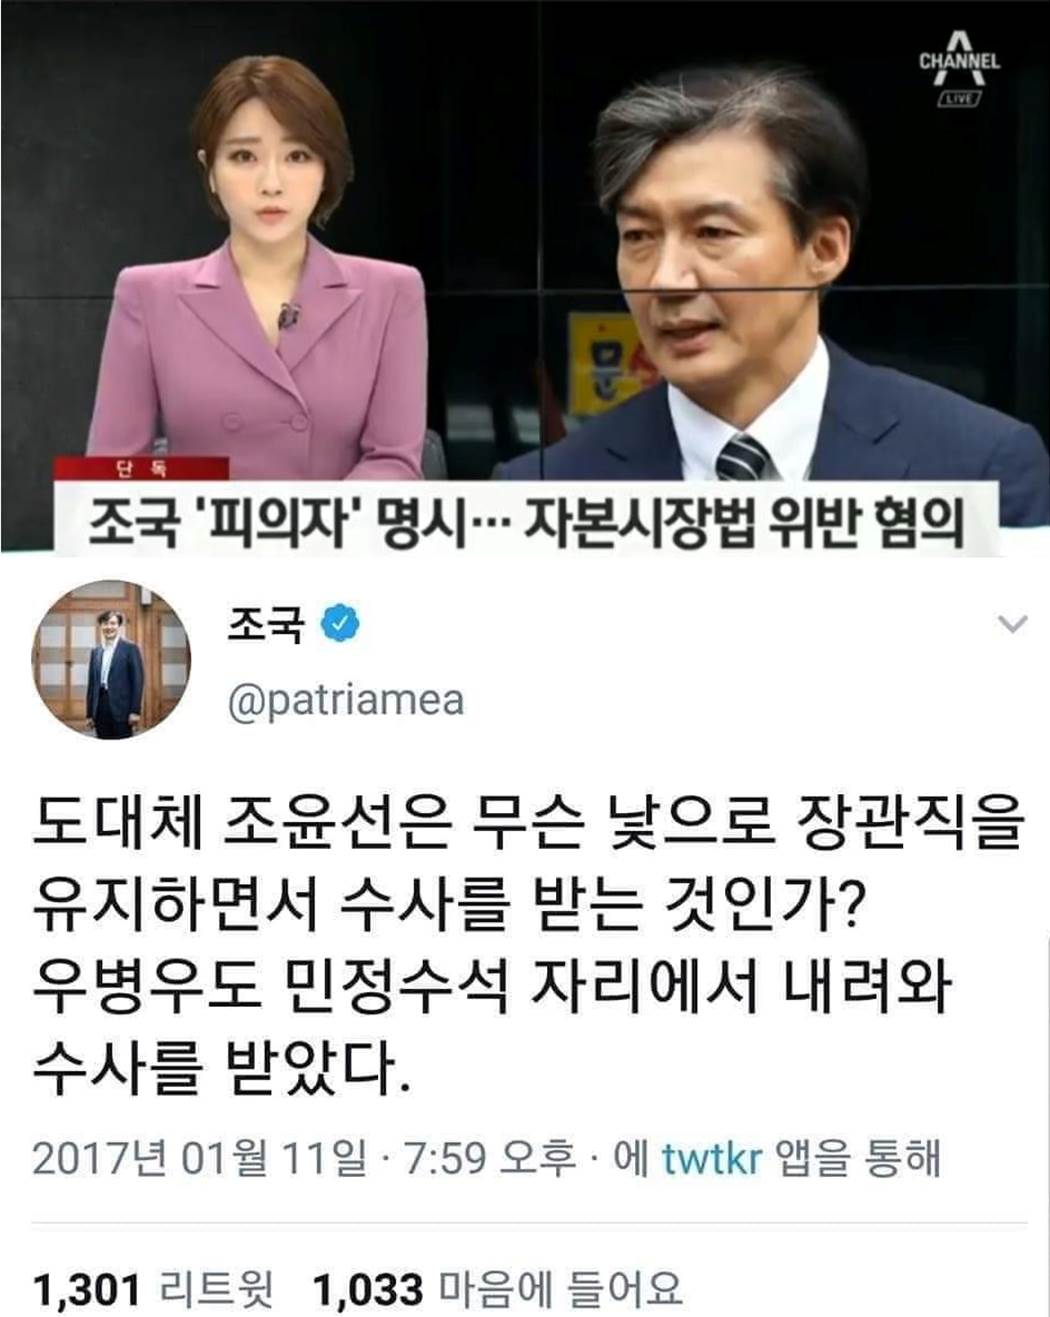 CHANNEL A
LIVE
문
단독
조국 '피의자' 명시… 자본시장법 위반 혐의
조국
@patriamea
도대체 조윤선은 무슨 낯으로 장관직을
유지하면서 수사를 받는 것인가?
우병우도 민정수석 자리에서 내려와
수사를 받았다.
2017년 01월 11일 · 7:59 오후 · 에 twtkr 앱을 통해
1,301 리트윗 1,033 마음에 들어요